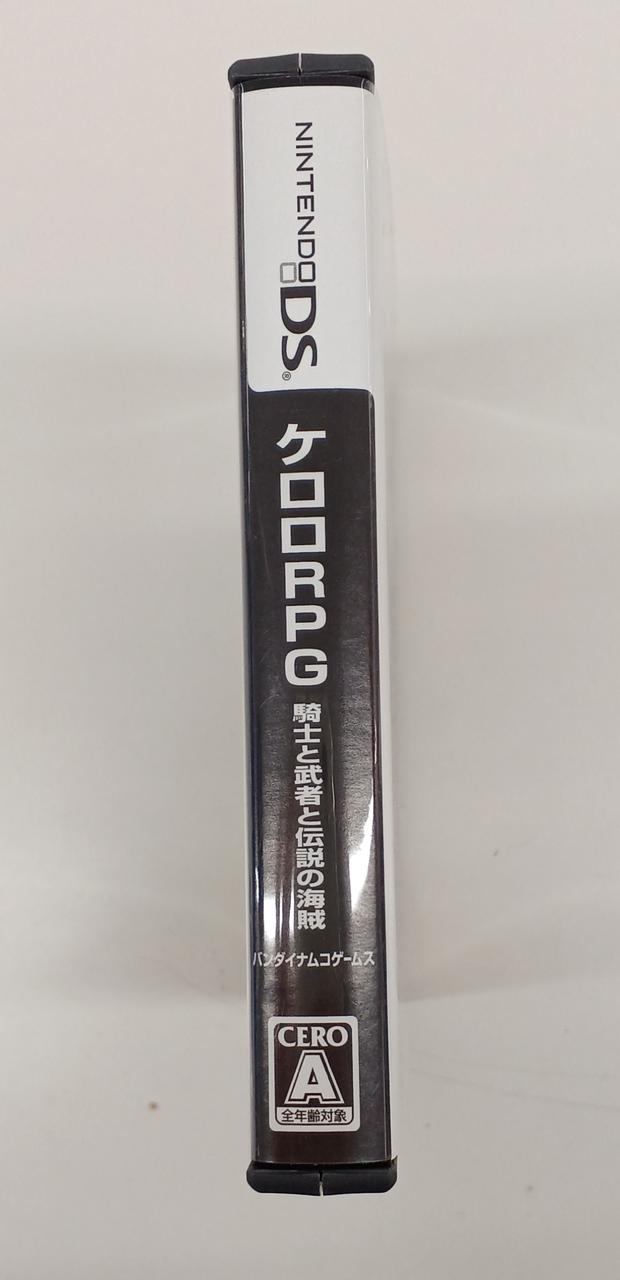 NINTENDO DS®
ケロロRPG
騎士と武者と伝説の海賊
バンダイナムコゲームス
CERO
A
全年齢対象